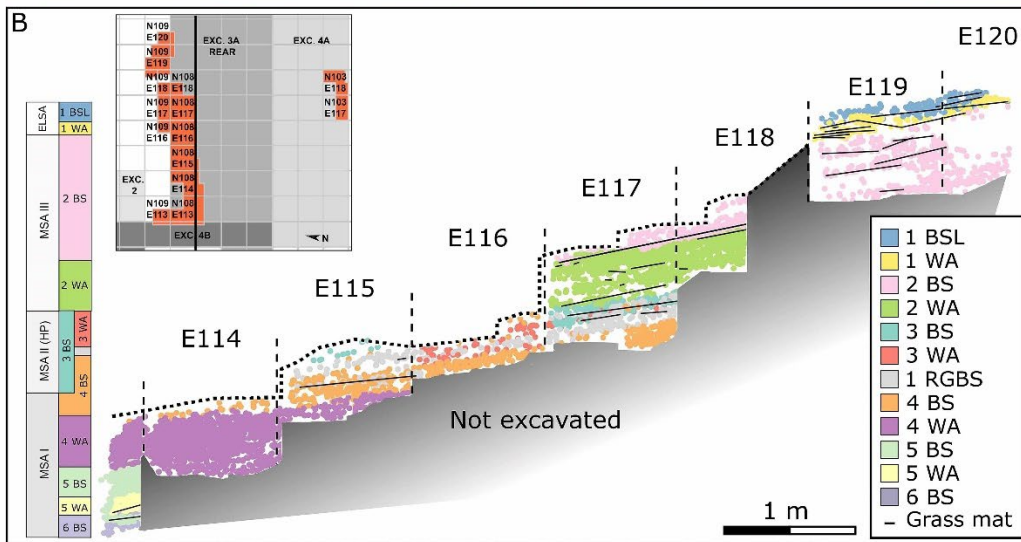 B
N109
E120
N109
E119
N109
E118
N108
E118
N109
E117
N108
E117
N109
E116
N108
E116
N108
E115
N108
E114
N109
E113
N108
E113
EXC. 3A
REAR
EXC. 4A
N103
E118
N103
E117
EXC.
2
EXC. 4B
N
E114
E115
E116
E117
E118
E119
E120
ELSA
MSA III
MSA II (HP)
MSA I
1 BSL
1 WA
2 BS
2 WA
3 BS
3 WA
4 BS
4 WA
5 BS
5 WA
6 BS
Not excavated
1 m
1 BSL
1 WA
2 BS
2 WA
3 BS
3 WA
1 RGBS
4 BS
4 WA
5 BS
5 WA
6 BS
Grass mat